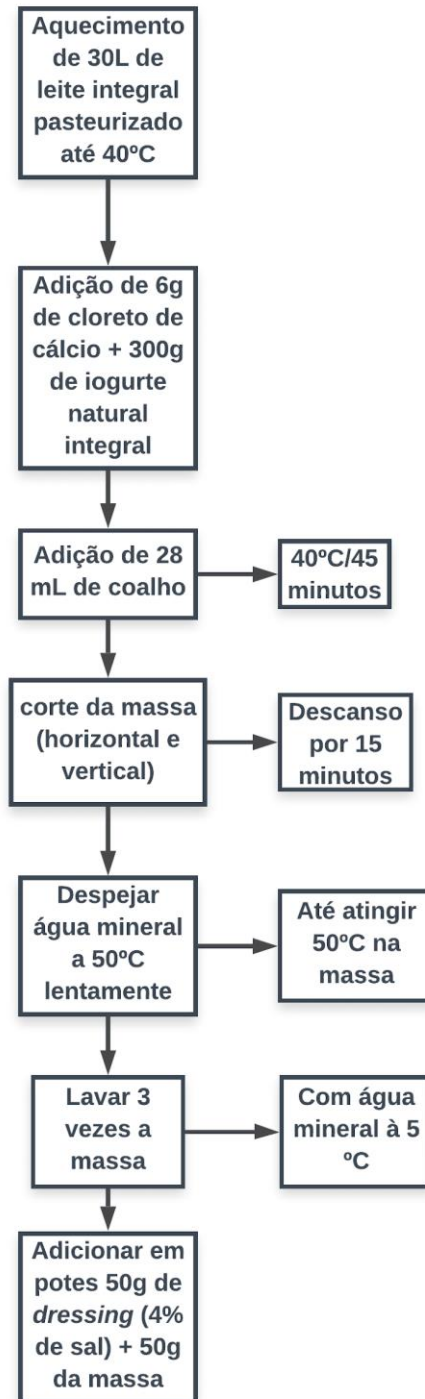 Aquecimento
de 30L de
leite integral
pasteurizado
até 40ºC
Adição de 6g
de cloreto de
cálcio + 300g
de iogurte
natural
integral
Adição de 28
mL de coalho
40ºC/45
minutos
corte da massa
(horizontal e
vertical)
Descanso
por 15
minutos
Despejar
água mineral
a 50ºC
lentamente
Até atingir
50ºC na
massa
Lavar 3
vezes a
massa
Com água
mineral à 5
ºC
Adicionar em
potes 50g de
dressing (4%
de sal) + 50g
da massa